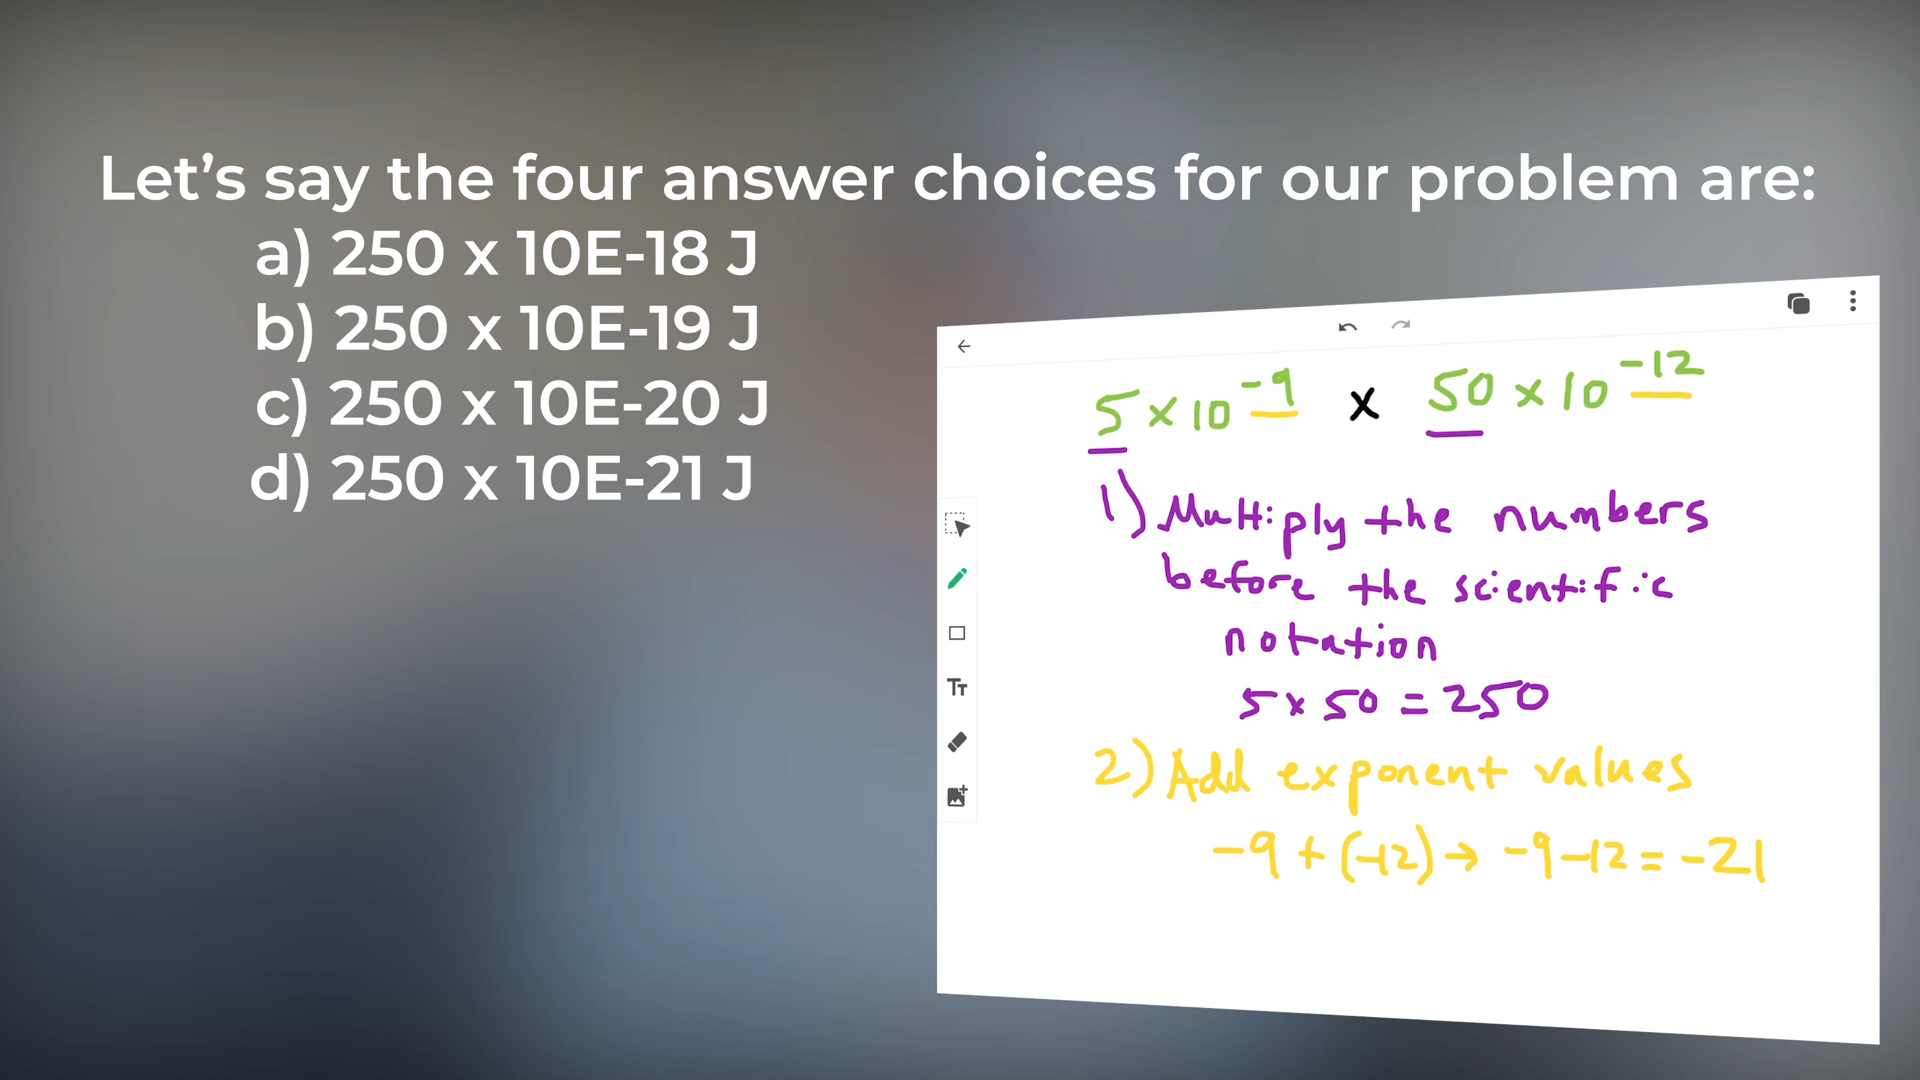 Let's say the four answer choices for our problem are:
a) 250 x 10E-18 J
b) 250 x 10E-19 J
c) 250 x 10E-20 J
d) 250 x 10E-21 J
5 × 10⁻⁹ × 50 × 10⁻¹²
1) Multiply the numbers
before the scientific
notation
5 × 50 = 250
2) Add exponent values
-9 + (-12) → -9-12 = -21
Tт